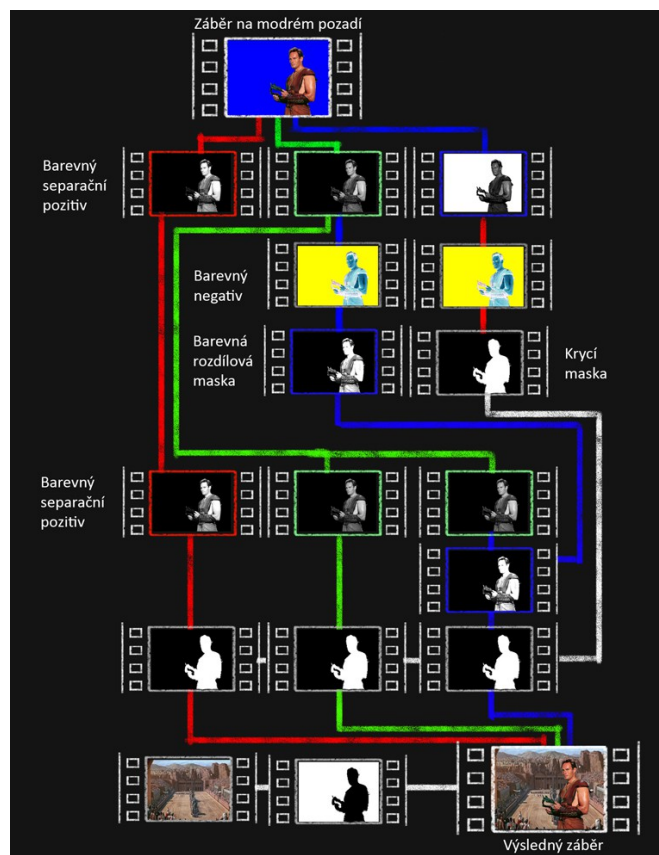 Záběr na modrém pozadí
Barevný
separační
pozitiv
Barevný
negativ
Barevná
rozdílová
maska
Krycí
maska
Barevný
separační
pozitiv
Výsledný záběr